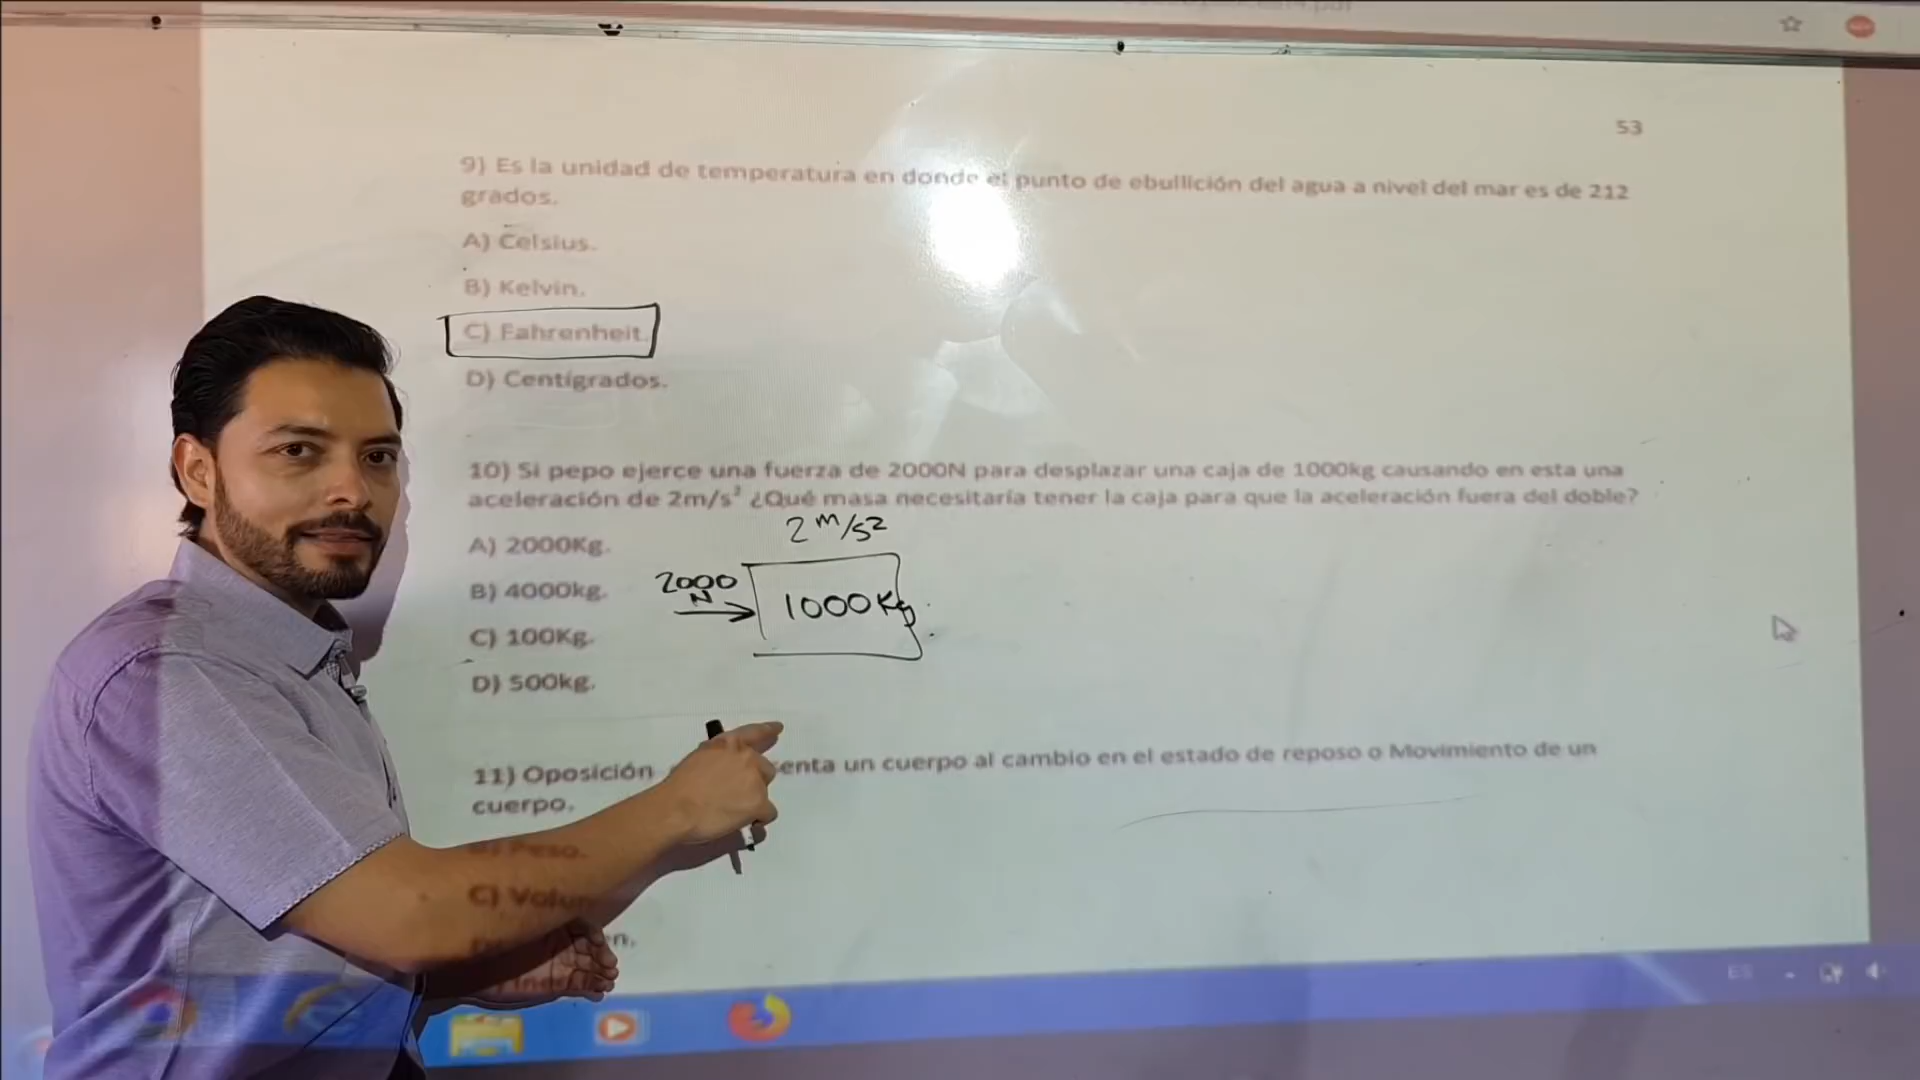 53
9) Es la unidad de temperatura en donde el punto de ebullición del agua a nivel del mar es de 212
grados.
A) Celsius.
B) Kelvin.
C) Fahrenheit.
D) Centígrados.
10) Si pepo ejerce una fuerza de 2000N para desplazar una caja de 1000kg causando en esta una
aceleración de 2m/s² ¿Qué masa necesitaría tener la caja para que la aceleración fuera del doble?
2 m/s2
A) 2000Kg.
2000
N
1000Kg
B) 4000kg.
C) 100Kg.
D) 500kg.
11) Oposición un cuerpo al cambio en el estado de reposo o Movimiento de un
cuerpo.
Peso.
C)
ES